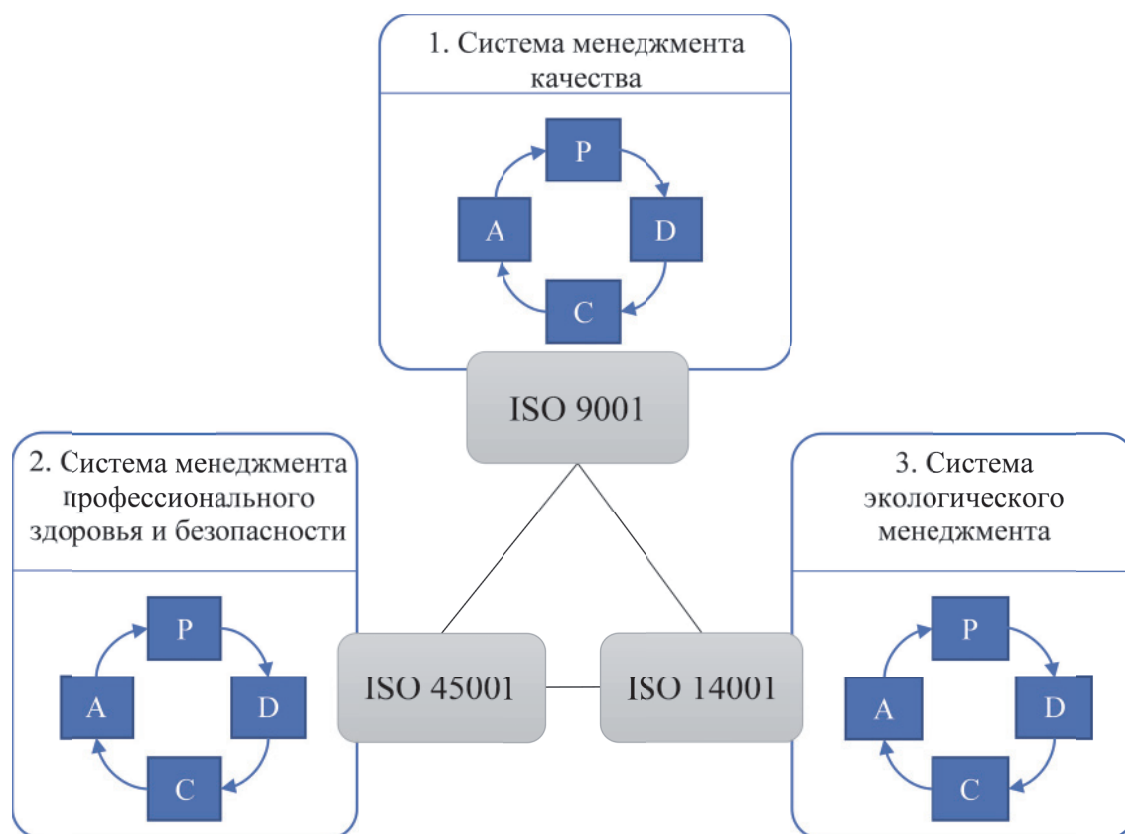 1. Система менеджмента
качества
P
A
D
C
ISO 9001
2. Система менеджмента
профессионального
здоровья и безопасности
P
A
D
C
ISO 45001
ISO 14001
3. Система
экологического
менеджмента
P
A
D
C